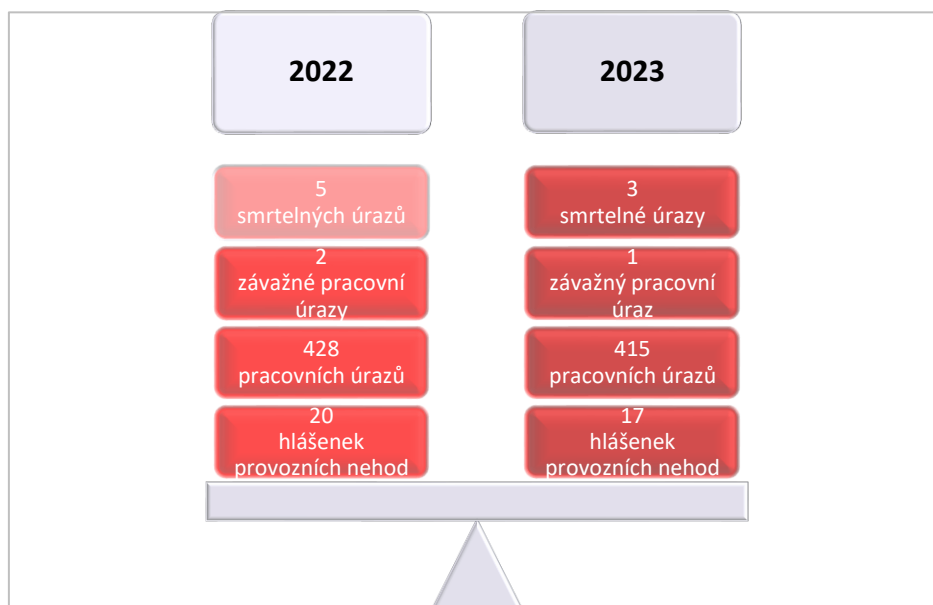 2022
2023
5
smrtelných úrazů
3
smrtelné úrazy
2
závažné pracovní
úrazy
1
závažný pracovní
úraz
428
pracovních úrazů
415
pracovních úrazů
20
hlášenek
provozních nehod
17
hlášenek
provozních nehod